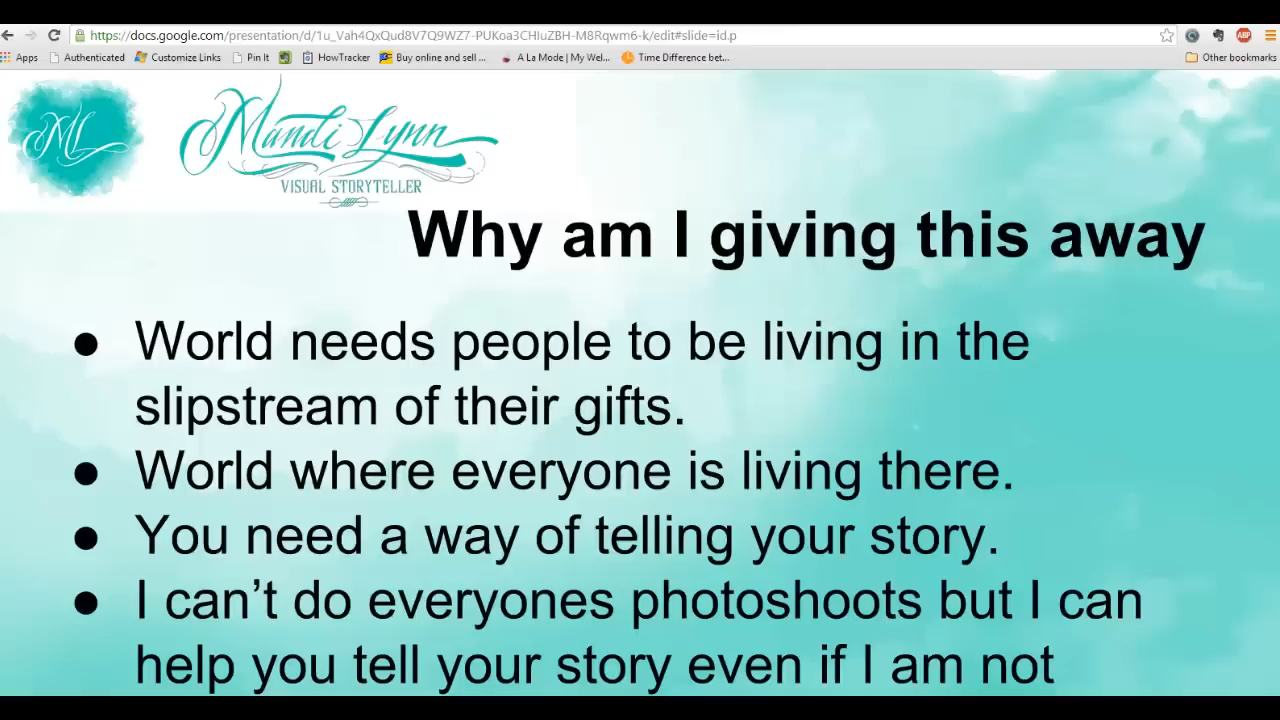 https://docs.google.com/presentation/d/1u_Vah4QxQud8V7Q9WZ7-PUKoa3CHIuZBH-M8Rqwm6-k/edit#slide=id.p
Apps Authenticated Customize Links Pin It HowTracker Buy online and sell ... A La Mode | My Wel... Time Difference bet... Other bookmarks
ABP
ML
Mandi Lynn
VISUAL STORYTELLER
Why am I giving this away
● World needs people to be living in the
slipstream of their gifts.
● World where everyone is living there.
● You need a way of telling your story.
● I can’t do everyones photoshoots but I can
help you tell your story even if I am not